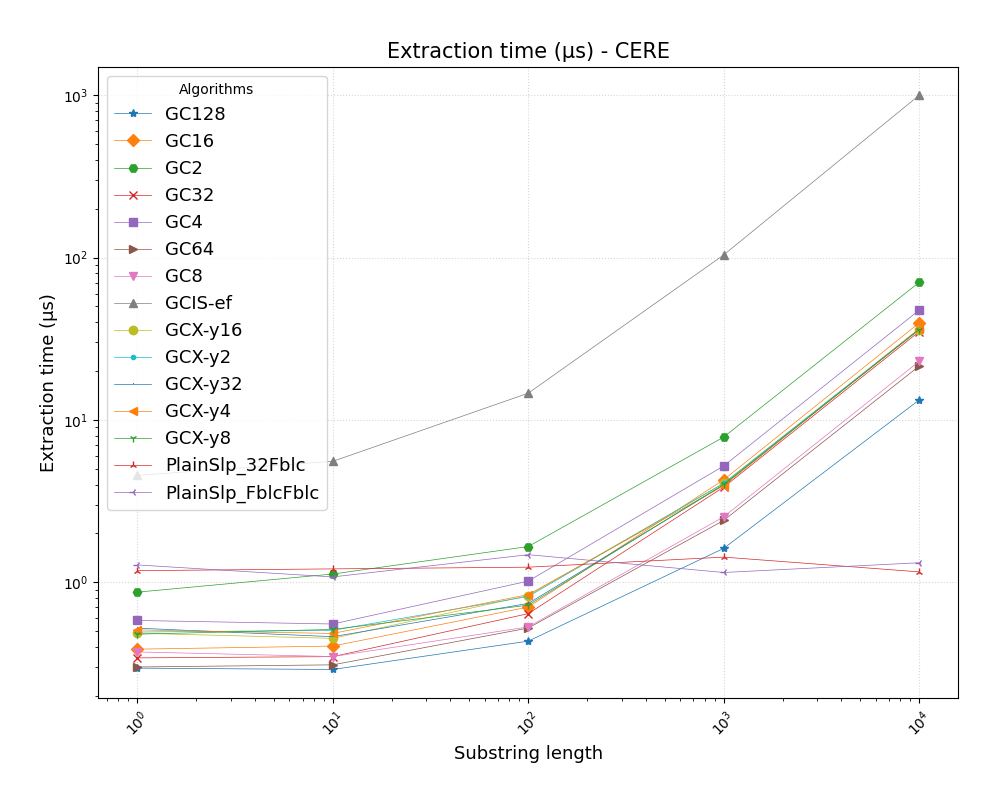 Extraction time (µs) - CERE
Extraction time (µs)
10³
10²
10¹
10⁰
Algorithms
GC128
GC16
GC2
GC32
GC4
GC64
GC8
GCIS-ef
GCX-y16
GCX-y2
GCX-y32
GCX-y4
GCX-y8
PlainSlp_32Fblc
PlainSlp_FblcFblc
10⁰ 10¹ 10² 10³ 10⁴
Substring length